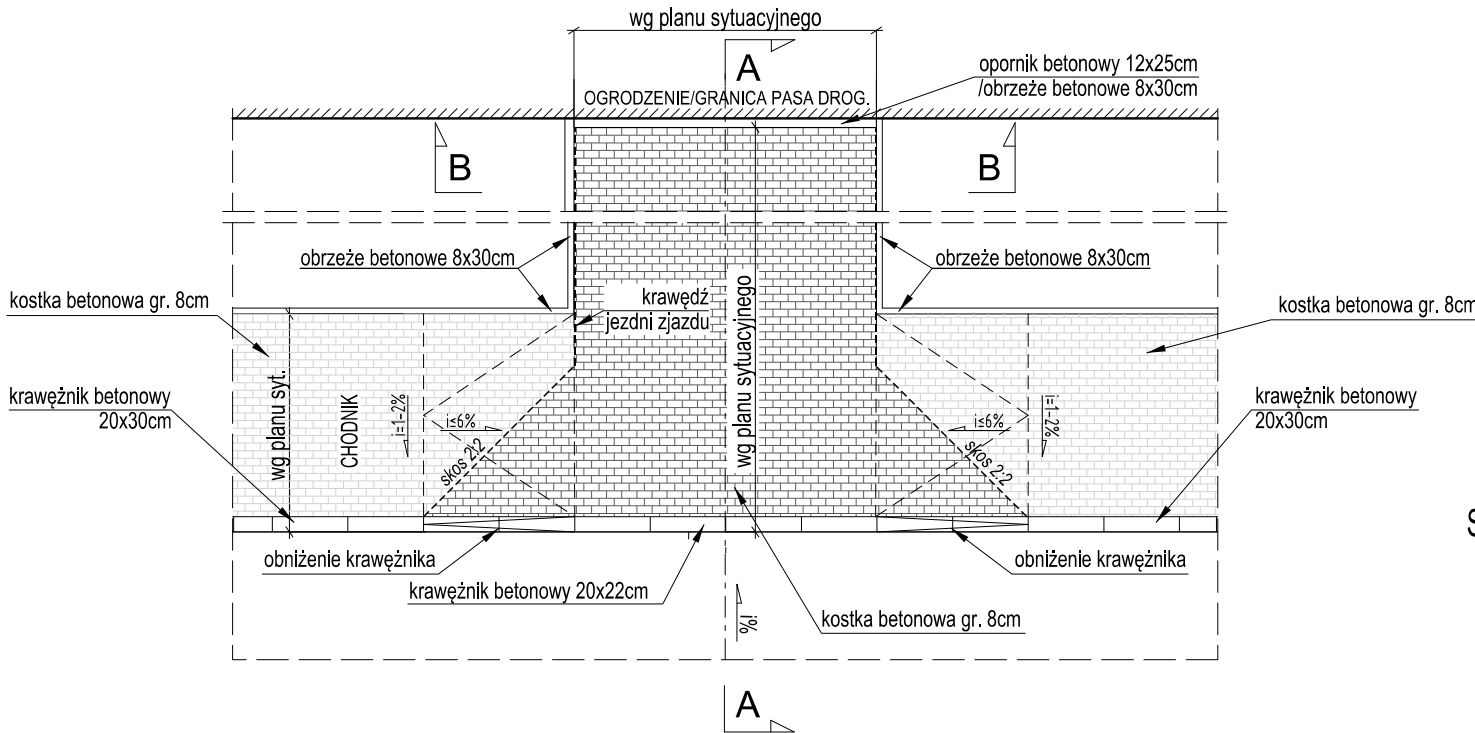 wg planu sytuacyjnego
A
opornik betonowy 12x25cm
/obrzeże betonowe 8x30cm
OGRODZENIE/GRANICA PASA DROG.
B
B
obrzeże betonowe 8x30cm
obrzeże betonowe 8x30cm
kostka betonowa gr. 8cm
krawędź
jezdni zjazdu
wg planu sytuacyjnego
kostka betonowa gr. 8cm
krawężnik betonowy
20x30cm
wg planu syt.
CHODNIK
i=1-2%
i≤6%
skos 2:2
i≤6%
skos 2:2
i=1-2%
krawężnik betonowy
20x30cm
S
obniżenie krawężnika
obniżenie krawężnika
krawężnik betonowy 20x22cm
i%
kostka betonowa gr. 8cm
A